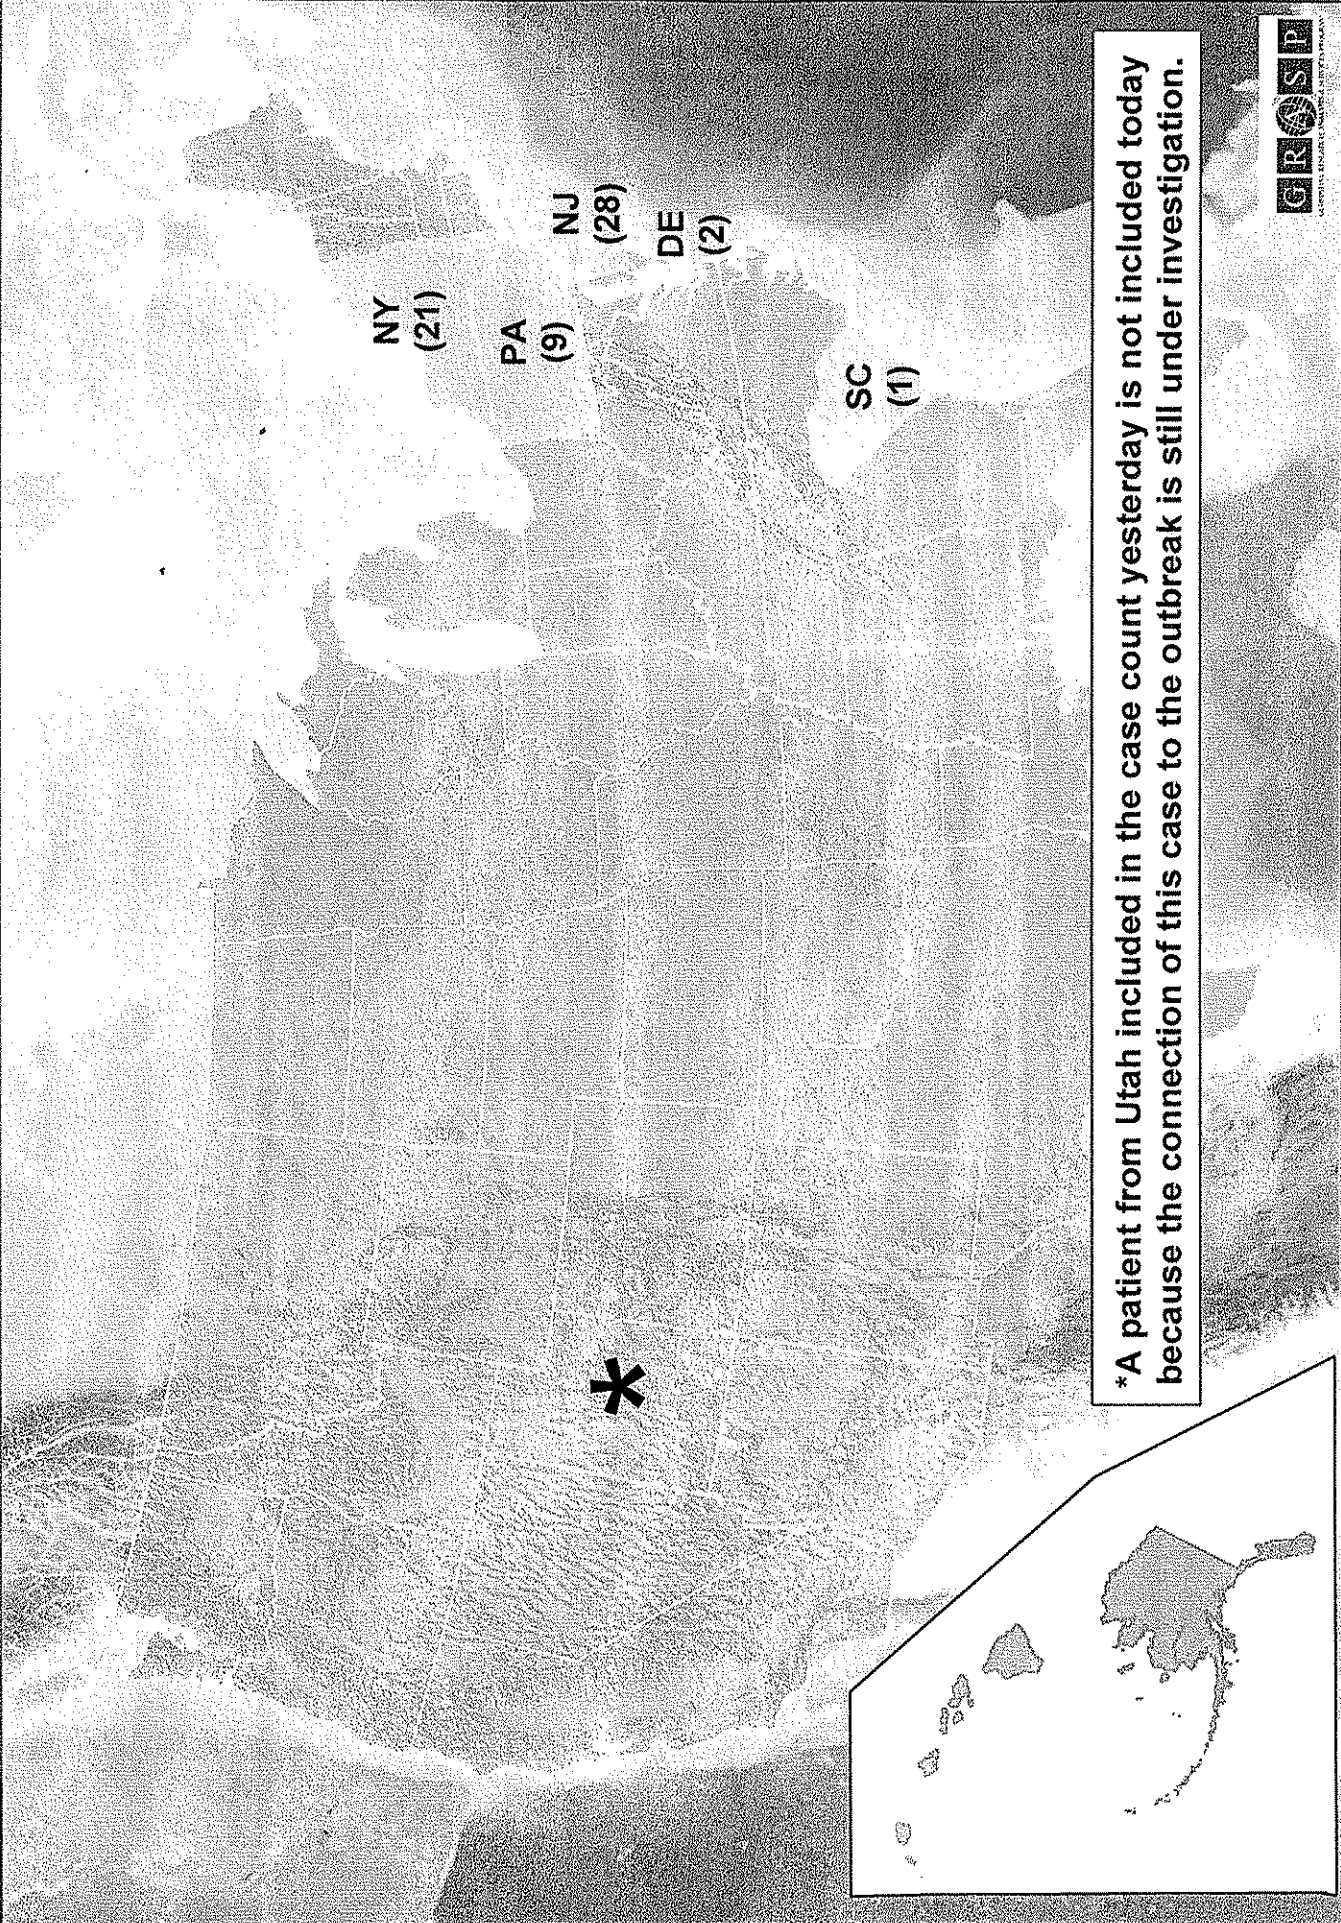 NY
(21)
PA
(9)
NJ
(28)
DE
(2)
SC
(1)
*
*A patient from Utah included in the case count yesterday is not included today
because the connection of this case to the outbreak is still under investigation.
GRASP